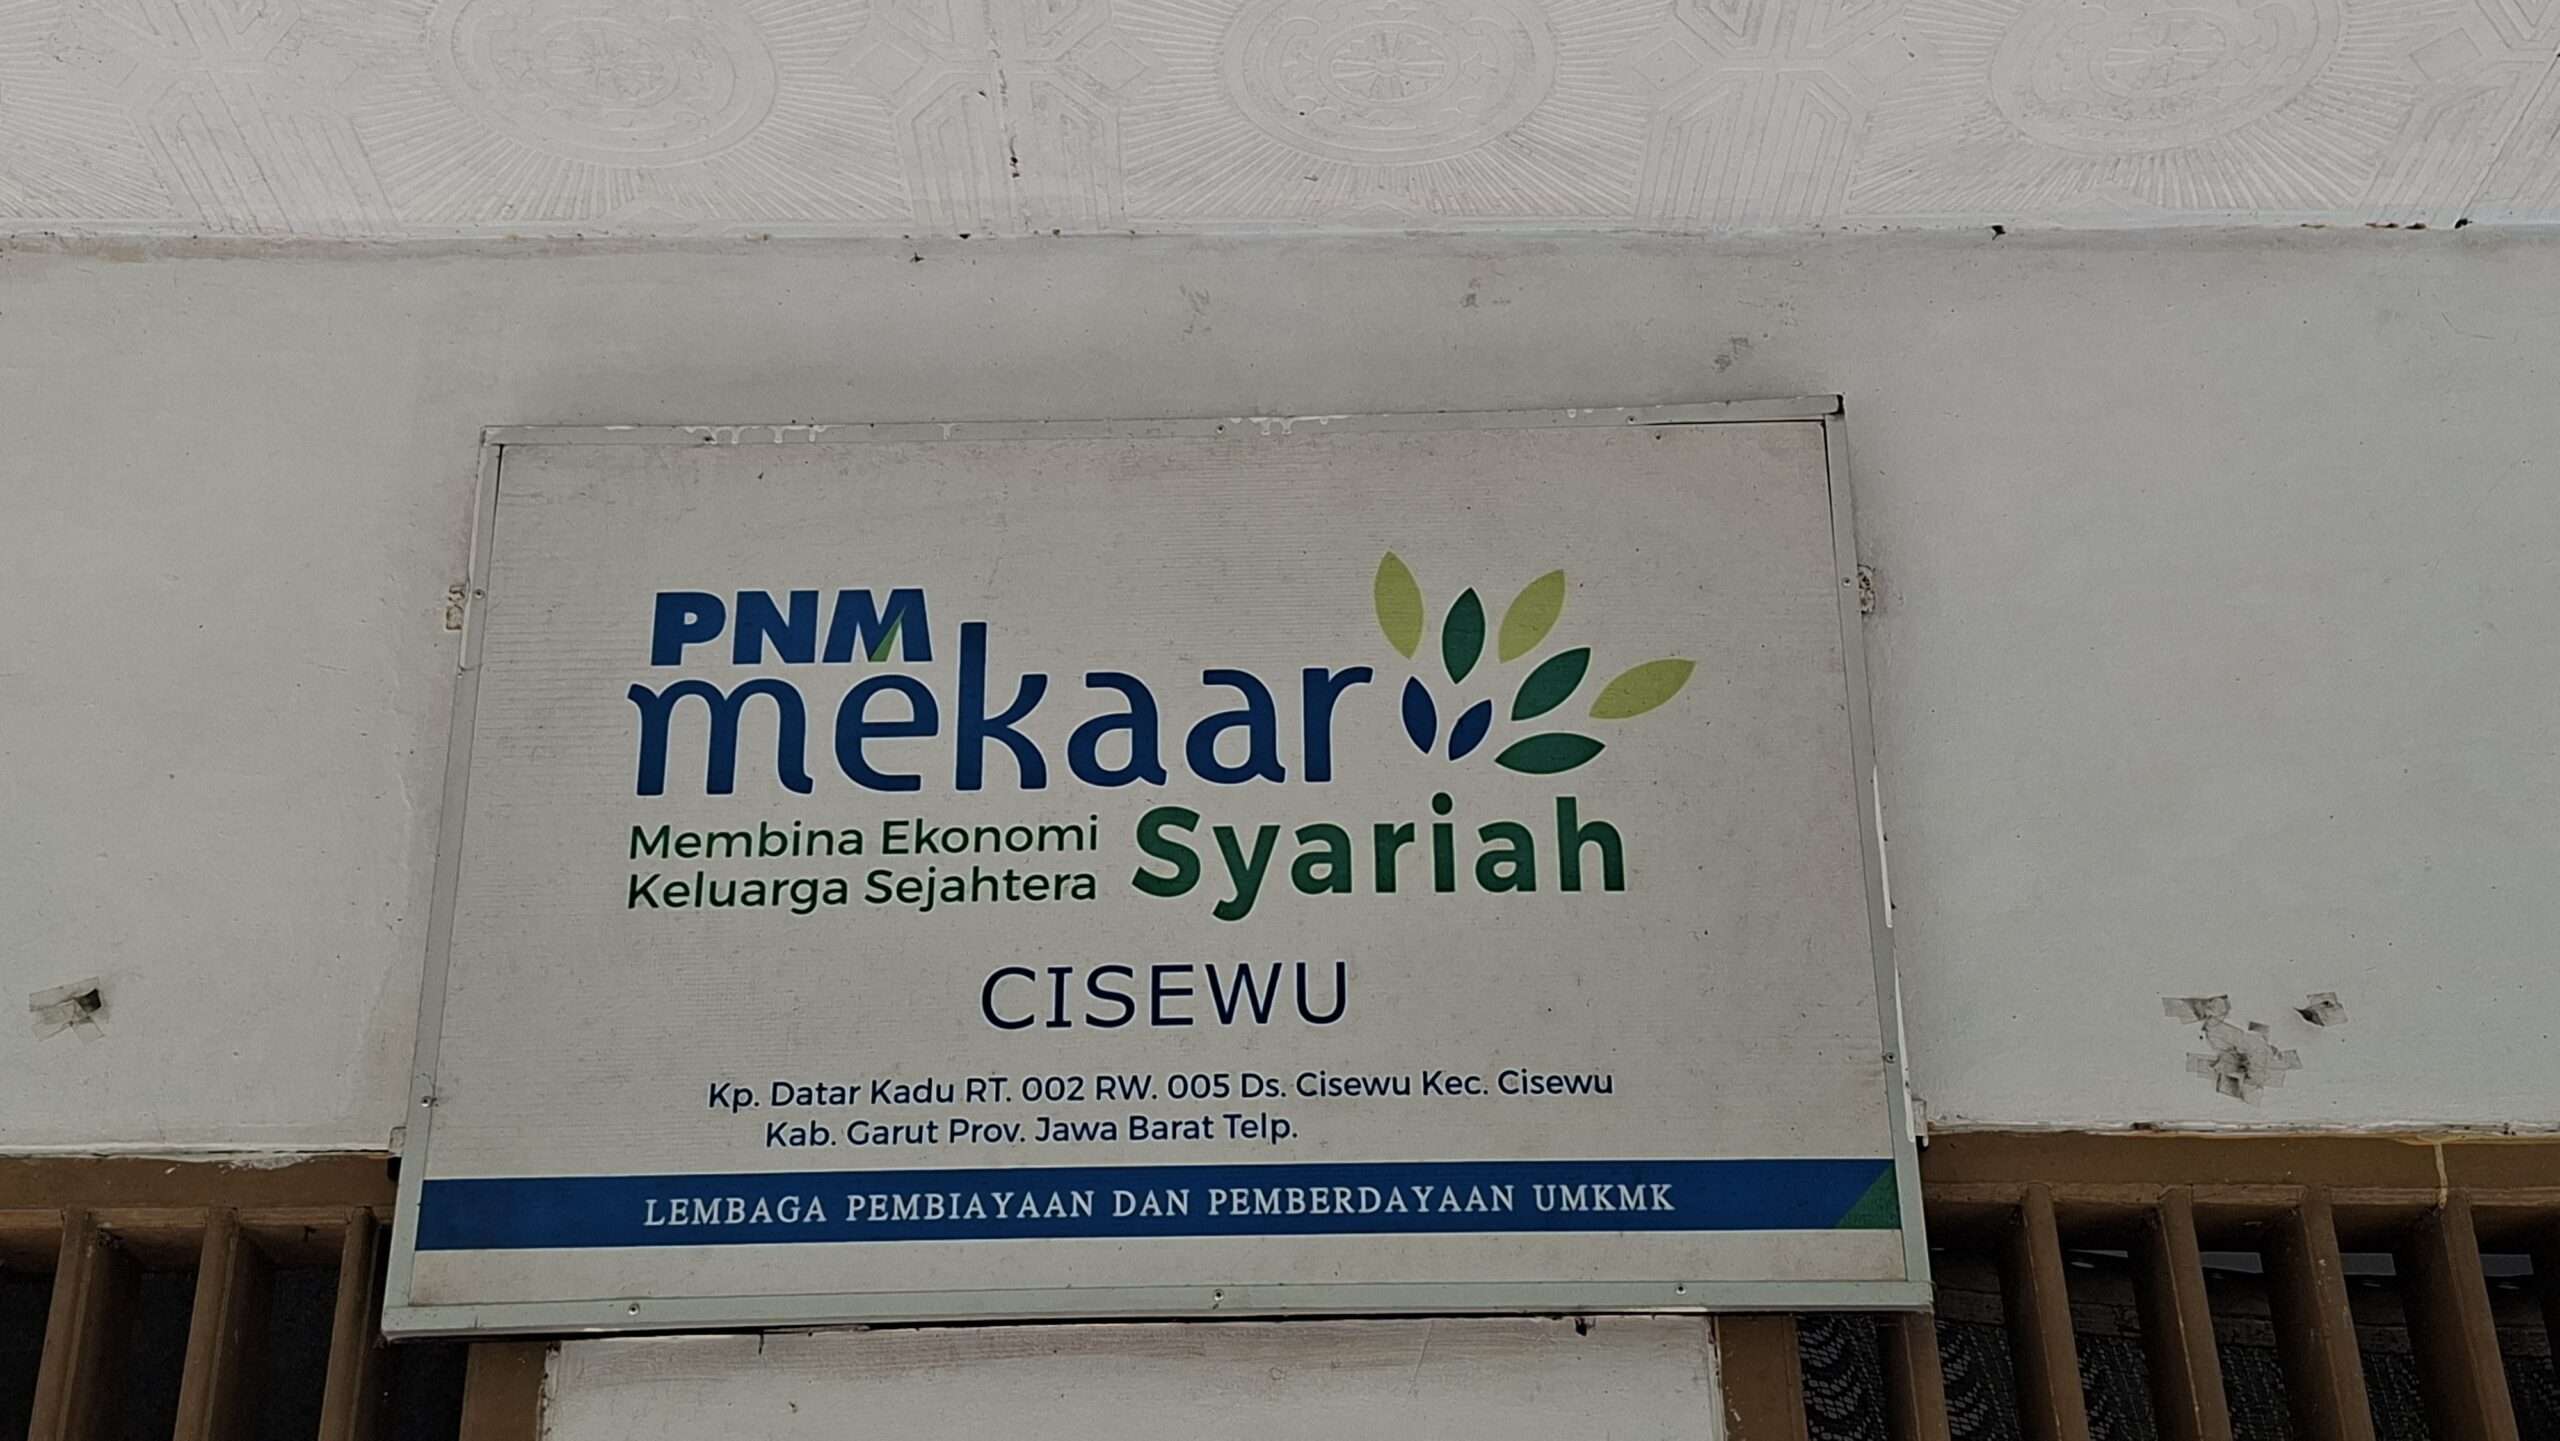 PNM
mekaar
Membina Ekonomi
Keluarga Sejahtera
Syariah
CISEWU
Kp. Datar Kadu RT. 002 RW. 005 Ds. Cisewu Kec. Cisewu
Kab. Garut Prov. Jawa Barat Telp.
LEMBAGA PEMBIAYAAN DAN PEMBERDAYAAN UMKMK